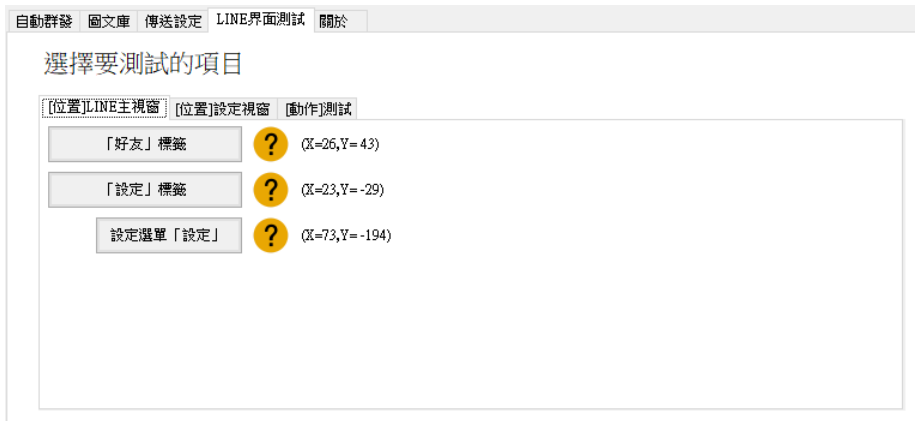 自動群發 圖文庫 傳送設定 LINE界面測試 關於
選擇要測試的項目
[位置]LINE主視窗 [位置]設定視窗 [動作]測試
「好友」標籤 ? (X=26,Y= 43)
「設定」標籤 ? (X=23,Y= -29)
設定選單「設定」 ? (X=73,Y= -194)